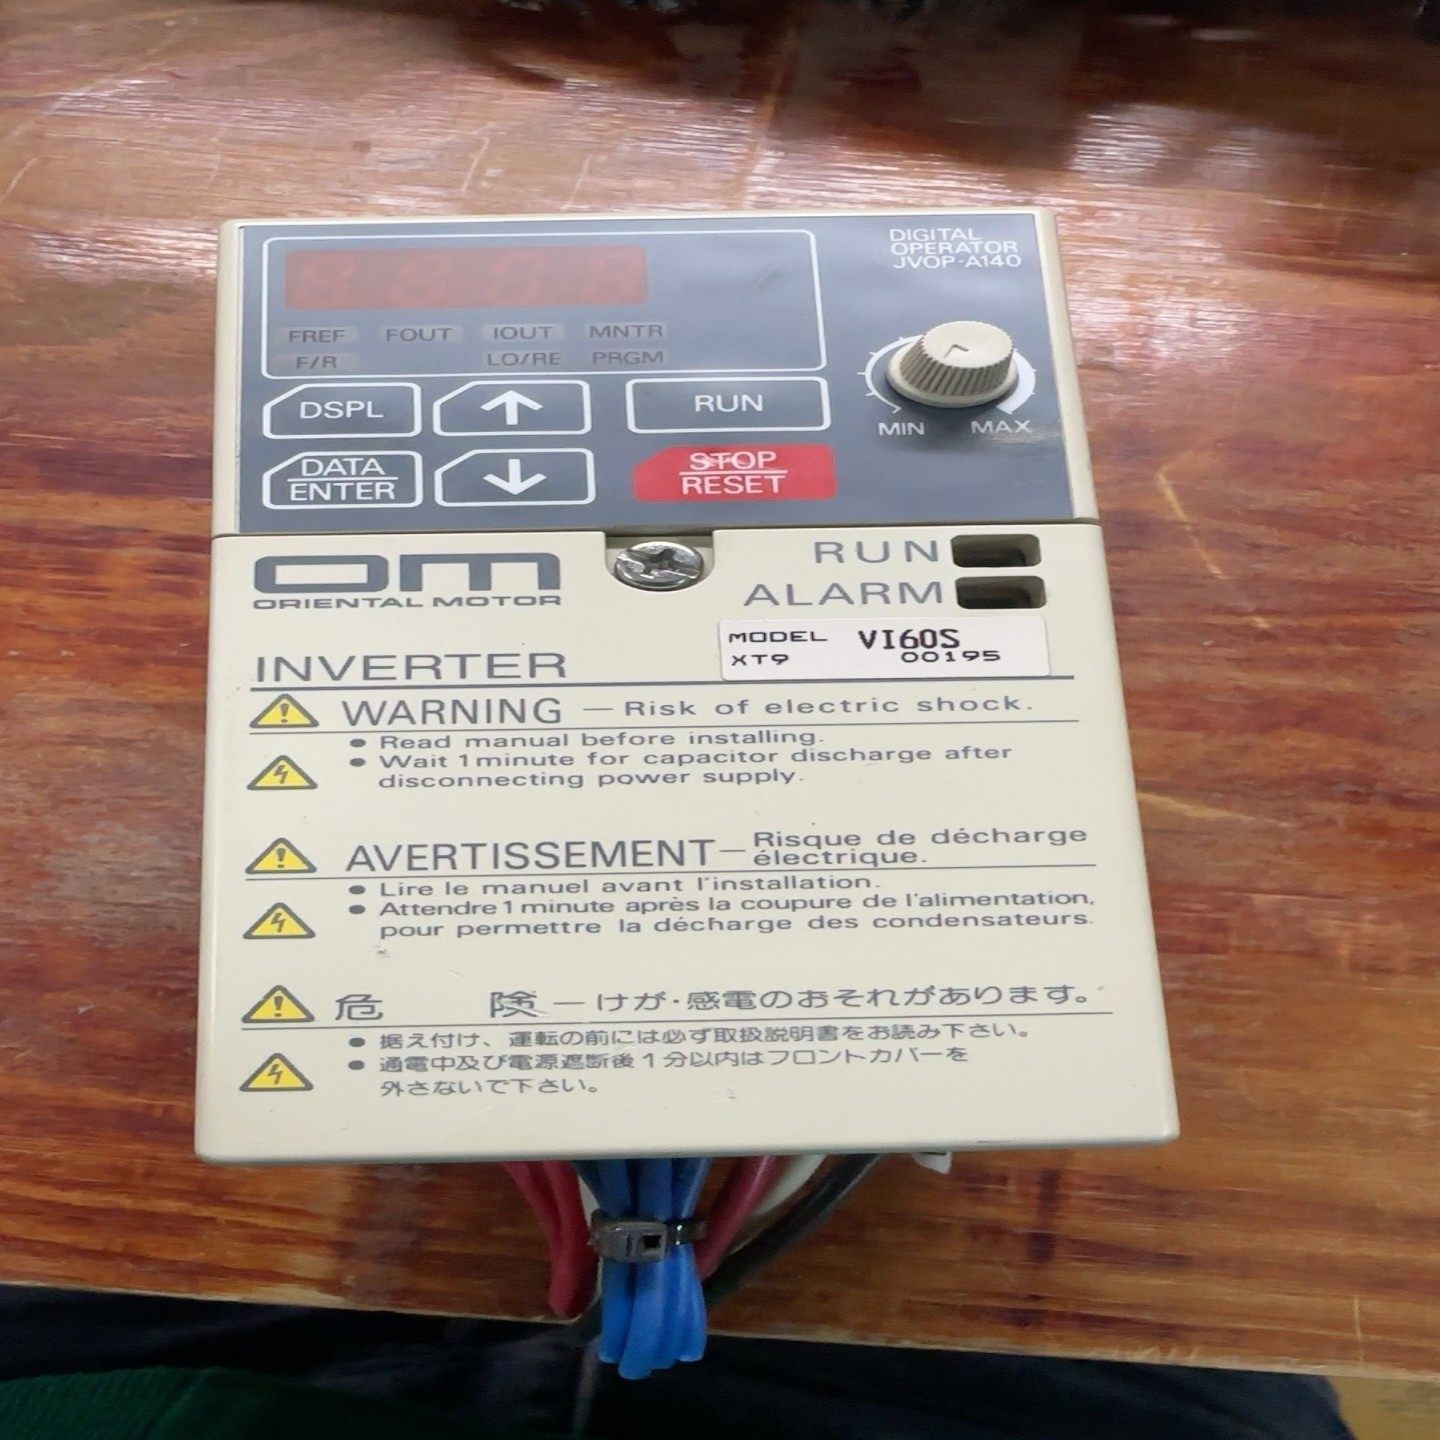 DIGITAL
OPERATOR
JVOP-A140
FREF FOUT IOUT MNTR
F/R LO/RE PRGM
DSPL
RUN
DATA
ENTER
STOP
RESET
MIN MAX
OM
ORIENTAL MOTOR
RUN
ALARM
MODEL VI60S
XT9 00195
INVERTER
WARNING — Risk of electric shock.
● Read manual before installing.
● Wait 1 minute for capacitor discharge after
disconnecting power supply.
AVERTISSEMENT — Risque de décharge
électrique.
● Lire le manuel avant l'installation.
● Attendre 1 minute après la coupure de l'alimentation,
pour permettre la décharge des condensateurs.
危 険 — けが・感電のおそれがあります。
● 据え付け、運転の前には必ず取扱説明書をお読み下さい。
● 通電中及び電源遮断後1分以内はフロントカバーを
外さないで下さい。